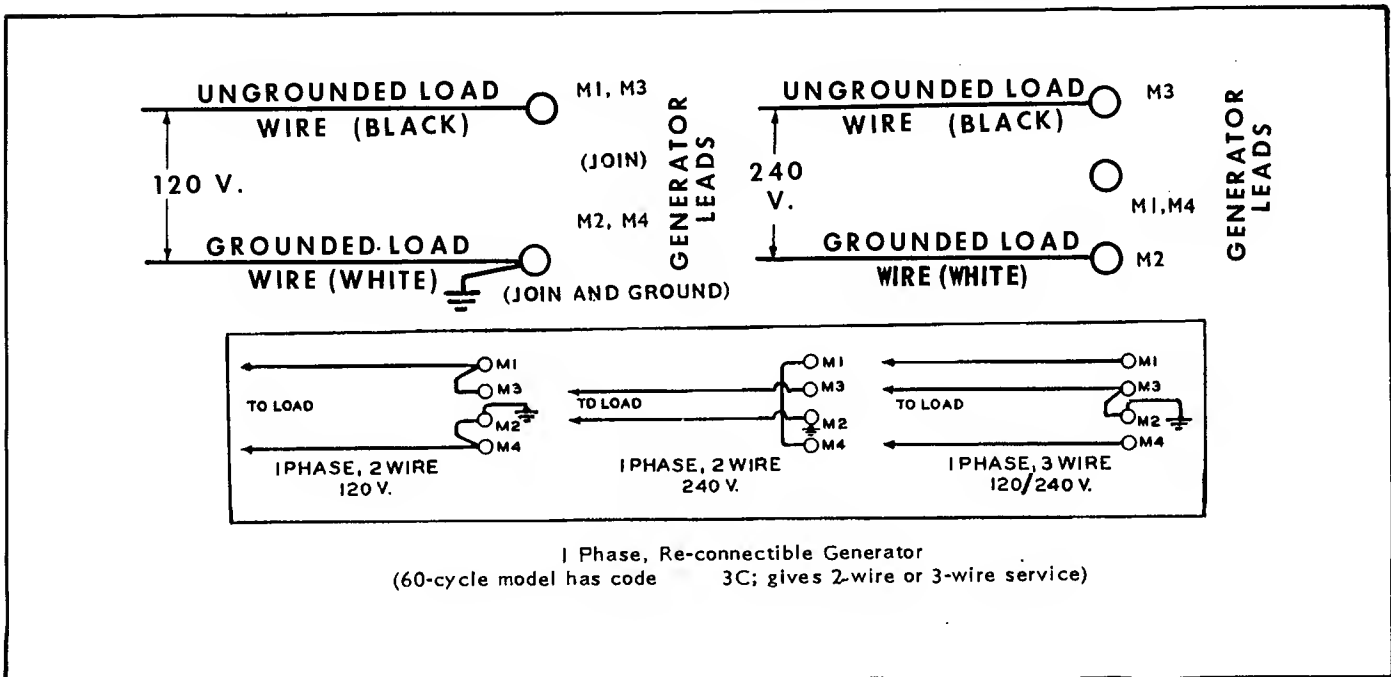 UNGROUNDED LOAD
WIRE (BLACK)
M1, M3
120 V.
(JOIN)
M2, M4
GENERATOR
LEADS
GROUNDED LOAD
WIRE (WHITE)
(JOIN AND GROUND)
UNGROUNDED LOAD
WIRE (BLACK)
M3
240
V.
M1,M4
GENERATOR
LEADS
GROUNDED LOAD
WIRE (WHITE)
M2
M1
M3
TO LOAD
M2
M4
1 PHASE, 2 WIRE
120 V.
M1
M3
TO LOAD
M2
M4
1 PHASE, 2 WIRE
240 V.
M1
M3
TO LOAD
M2
M4
1 PHASE, 3 WIRE
120/240 V.
1 Phase, Re-connectible Generator
(60-cycle model has code 3C; gives 2-wire or 3-wire service)